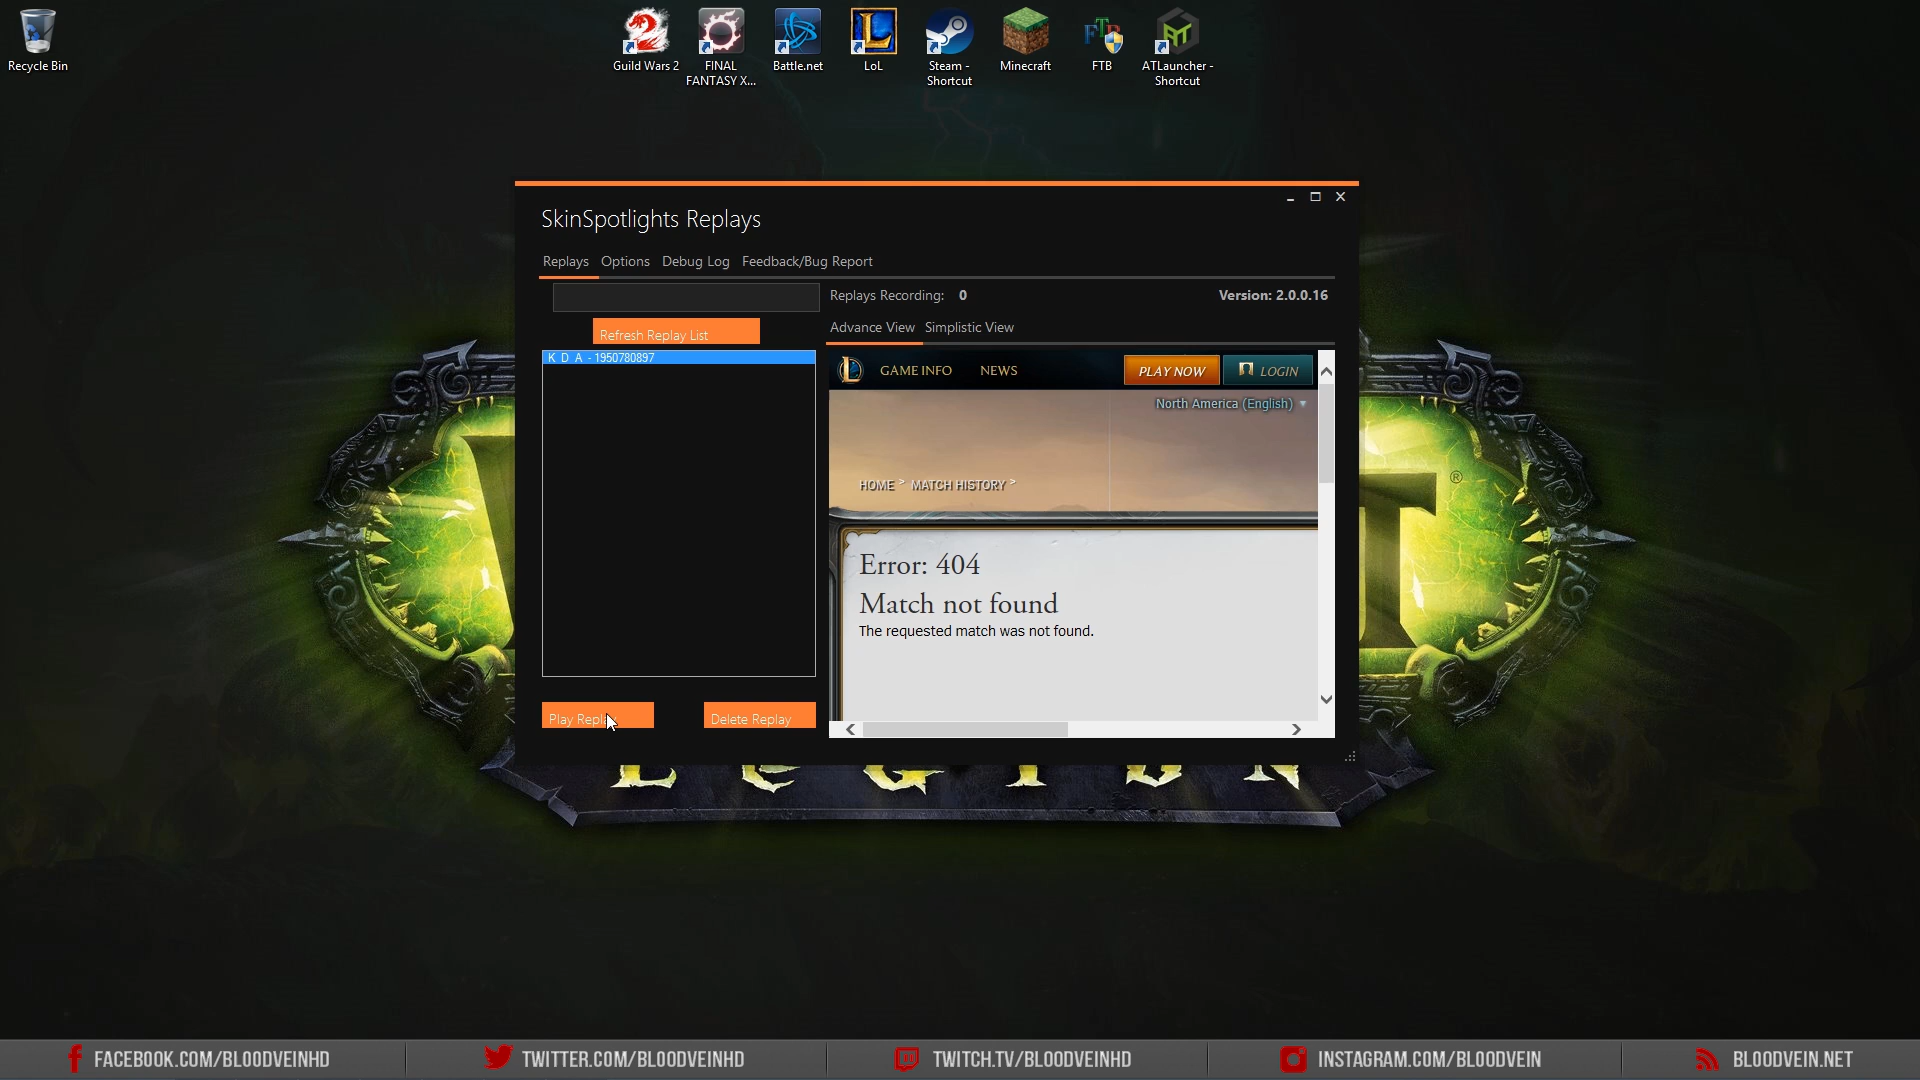 Recycle Bin
Guild Wars 2
FINAL
FANTASY X...
Battle.net
LoL
Steam -
Shortcut
Minecraft
FTB
ATLauncher -
Shortcut
SkinSpotlights Replays
Replays Options Debug Log Feedback/Bug Report
Replays Recording: 0
Version: 2.0.0.16
Refresh Replay List
Advance View Simplistic View
K D A - 1950780897
GAME INFO NEWS
PLAY NOW
LOGIN
North America (English)
HOME > MATCH HISTORY >
Error: 404
Match not found
The requested match was not found.
Play
Delete Replay
®
FACEBOOK.COM/BLOODVEINHD
TWITTER.COM/BLOODVEINHD
TWITCH.TV/BLOODVEINHD
INSTAGRAM.COM/BLOODVEIN
BLOODVEIN.NET